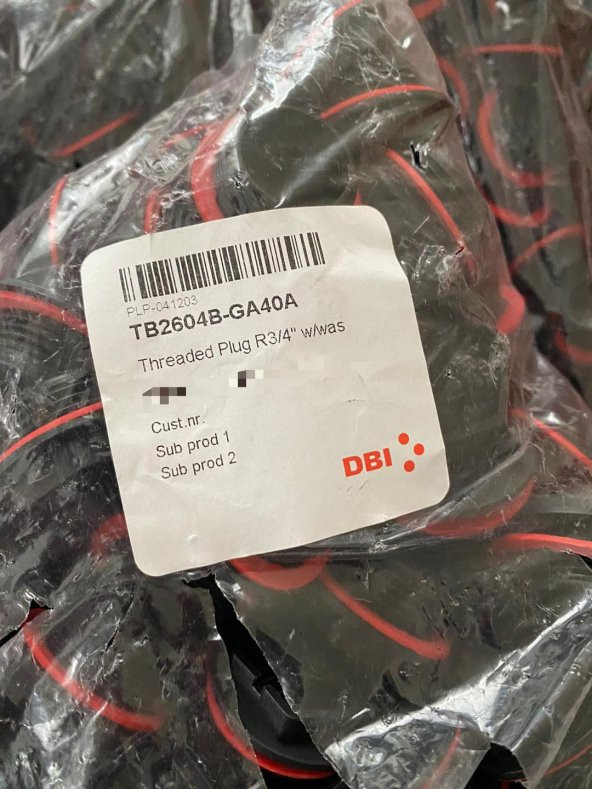 PLP-041203
TB2604B-GA40A
Threaded Plug R3/4" w/was
Cust.nr.
Sub prod 1
Sub prod 2
DBI